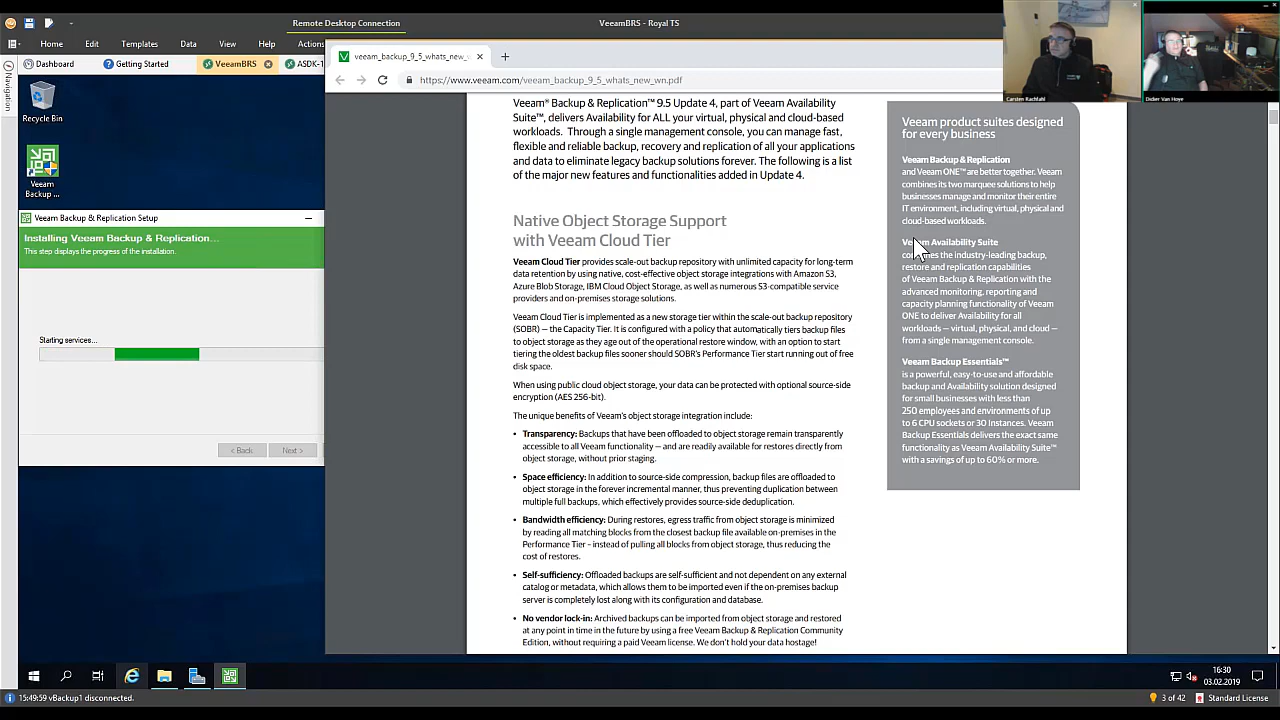 Remote Desktop Connection
VeeamBRS - Royal TS
Home Edit Templates Data View Help Actions
Dashboard Getting Started VeeamBRS ASDK-1
Navigation
Recycle Bin
Veeam
Backup ...
Veeam Backup & Replication Setup
Installing Veeam Backup & Replication...
This step displays the progress of the installation.
Starting services...
< Back Next >
veeam_backup_9_5_whats_new_
https://www.veeam.com/veeam_backup_9_5_whats_new_wn.pdf
Carsten Rachfahl
Didier Van Hoye
Veeam® Backup & Replication™ 9.5 Update 4, part of Veeam Availability
Suite™, delivers Availability for ALL your virtual, physical and cloud-based
workloads. Through a single management console, you can manage fast,
flexible and reliable backup, recovery and replication of all your applications
and data to eliminate legacy backup solutions forever. The following is a list
of the major new features and functionalities added in Update 4.
Native Object Storage Support
with Veeam Cloud Tier
Veeam Cloud Tier provides scale-out backup repository with unlimited capacity for long-term
data retention by using native, cost-effective object storage integrations with Amazon S3,
Azure Blob Storage, IBM Cloud Object Storage, as well as numerous S3-compatible service
providers and on-premises storage solutions.
Veeam Cloud Tier is implemented as a new storage tier within the scale-out backup repository
(SOBR) — the Capacity Tier. It is configured with a policy that automatically tiers backup files
to object storage as they age out of the operational restore window, with an option to start
tiering the oldest backup files sooner should SOBR's Performance Tier start running out of free
disk space.
When using public cloud object storage, your data can be protected with optional source-side
encryption (AES 256-bit).
The unique benefits of Veeam's object storage integration include:
• Transparency: Backups that have been offloaded to object storage remain transparently
accessible to all Veeam functionality — and are readily available for restores directly from
object storage, without prior staging.
• Space efficiency: In addition to source-side compression, backup files are offloaded to
object storage in the forever incremental manner, thus preventing duplication between
multiple full backups, which effectively provides source-side deduplication.
• Bandwidth efficiency: During restores, egress traffic from object storage is minimized
by reading all matching blocks from the closest backup file available on-premises in the
Performance Tier – instead of pulling all blocks from object storage, thus reducing the
cost of restores.
• Self-sufficiency: Offloaded backups are self-sufficient and not dependent on any external
catalog or metadata, which allows them to be imported even if the on-premises backup
server is completely lost along with its configuration and database.
• No vendor lock-in: Archived backups can be imported from object storage and restored
at any point in time in the future by using a free Veeam Backup & Replication Community
Edition, without requiring a paid Veeam license. We don't hold your data hostage!
Veeam product suites designed
for every business
Veeam Backup & Replication
and Veeam ONE™ are better together. Veeam
combines its two marquee solutions to help
businesses manage and monitor their entire
IT environment, including virtual, physical and
cloud-based workloads.
Veeam Availability Suite
combines the industry-leading backup,
restore and replication capabilities
of Veeam Backup & Replication with the
advanced monitoring, reporting and
capacity planning functionality of Veeam
ONE to deliver Availability for all
workloads — virtual, physical, and cloud —
from a single management console.
Veeam Backup Essentials™
is a powerful, easy-to-use and affordable
backup and Availability solution designed
for small businesses with less than
250 employees and environments of up
to 6 CPU sockets or 30 Instances. Veeam
Backup Essentials delivers the exact same
functionality as Veeam Availability Suite™
with a savings of up to 60% or more.
16:30
03.02.2019
15:49:59 vBackup1 disconnected.
3 of 42 Standard License